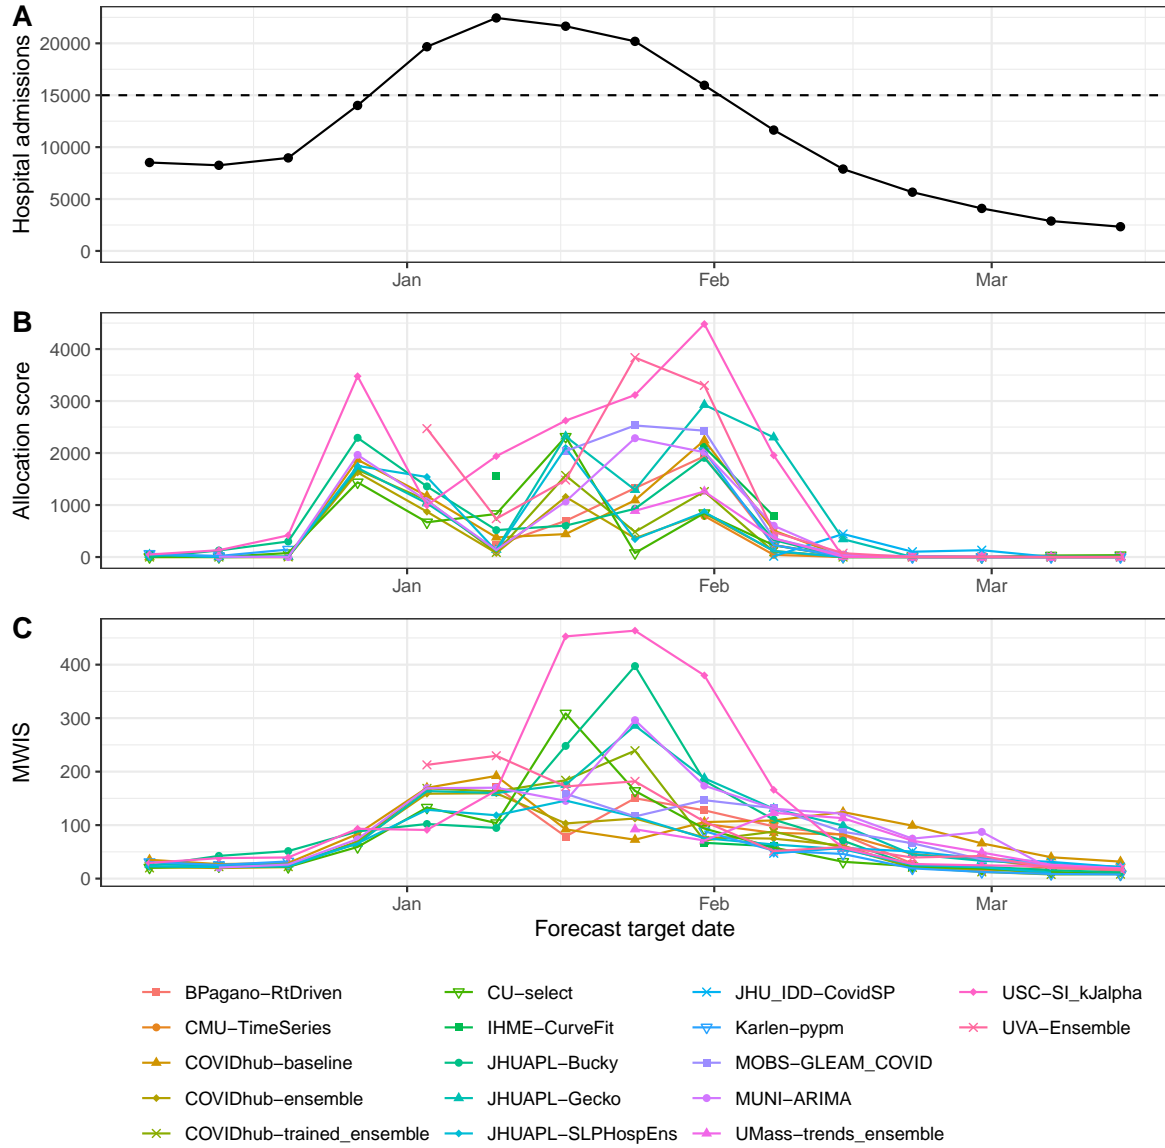 A
Hospital admissions
20000
15000
10000
5000
0
Jan
Feb
Mar
B
Allocation score
4000
3000
2000
1000
0
Jan
Feb
Mar
C
MWIS
400
300
200
100
0
Jan
Feb
Mar
Forecast target date
BPagano−RtDriven
CU−select
JHU_IDD−CovidSP
USC−SI_kJalpha
CMU−TimeSeries
IHME−CurveFit
Karlen−pypm
UVA−Ensemble
COVIDhub−baseline
JHUAPL−Bucky
MOBS−GLEAM_COVID
COVIDhub−ensemble
JHUAPL−Gecko
MUNI−ARIMA
COVIDhub−trained_ensemble
JHUAPL−SLPHospEns
UMass−trends_ensemble